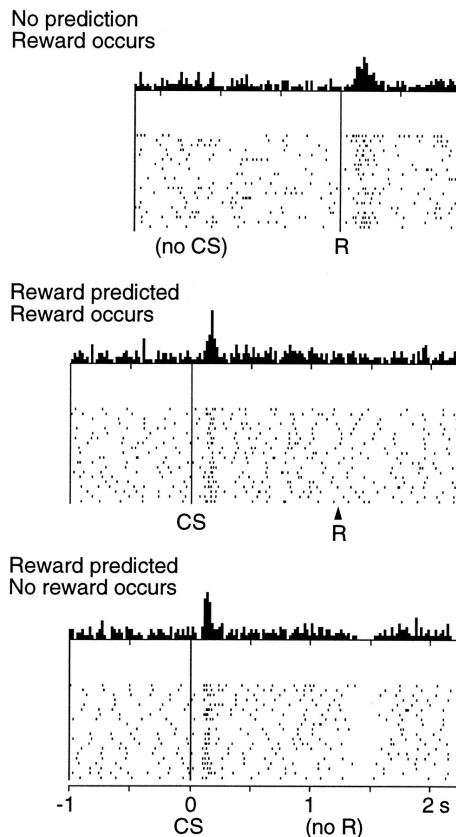 No prediction
Reward occurs
(no CS) R
Reward predicted
Reward occurs
CS
R
Reward predicted
No reward occurs
-1 0 1 2 s
CS (no R)